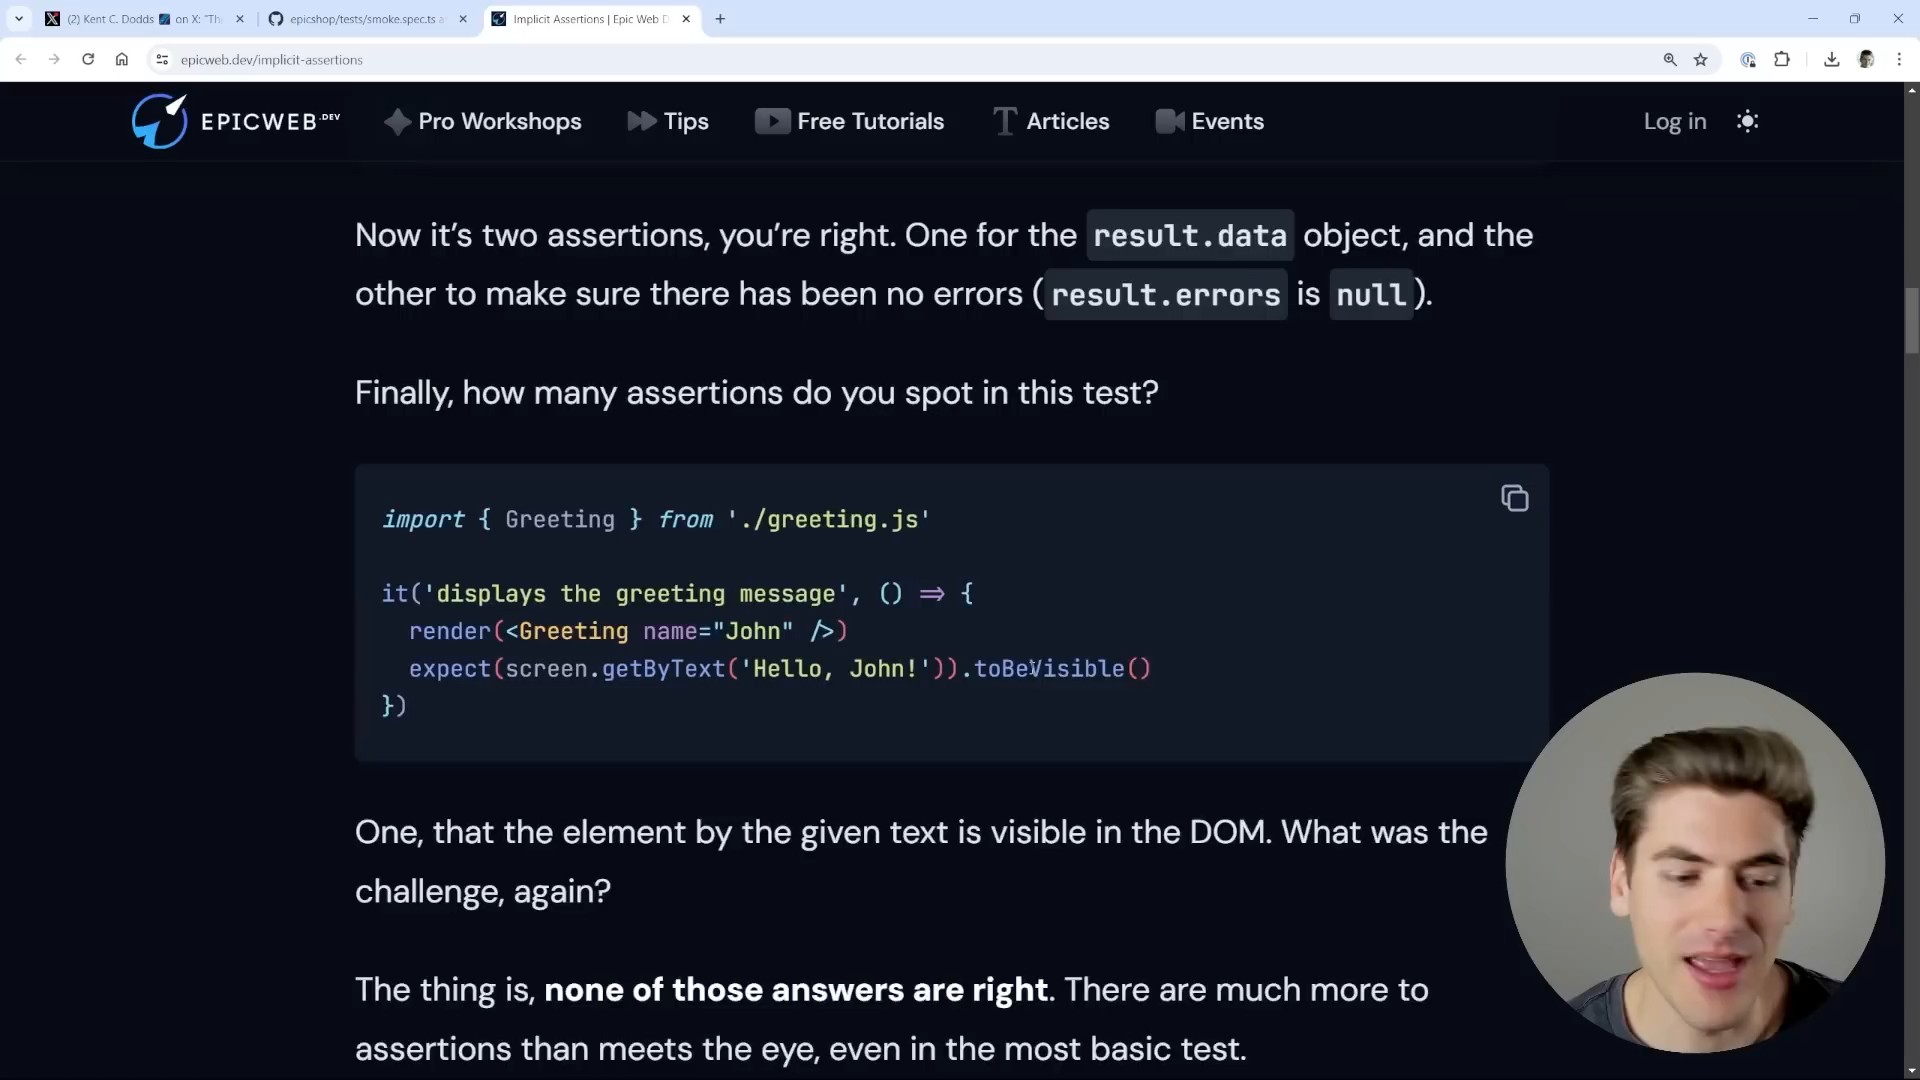 (2) Kent C. Dodds on X: "Th
epicshop/tests/smoke.spec.ts a
Implicit Assertions | Epic Web D
epicweb.dev/implicit-assertions
EPICWEB.DEV
Pro Workshops
Tips
Free Tutorials
Articles
Events
Log in
Now it’s two assertions, you’re right. One for the result.data object, and the
other to make sure there has been no errors (result.errors is null).
Finally, how many assertions do you spot in this test?
import { Greeting } from './greeting.js'
it('displays the greeting message', () => {
render(<Greeting name="John" />)
expect(screen.getByText('Hello, John!')).toBeVisible()
})
One, that the element by the given text is visible in the DOM. What was the
challenge, again?
The thing is, none of those answers are right. There are much more to
assertions than meets the eye, even in the most basic test.